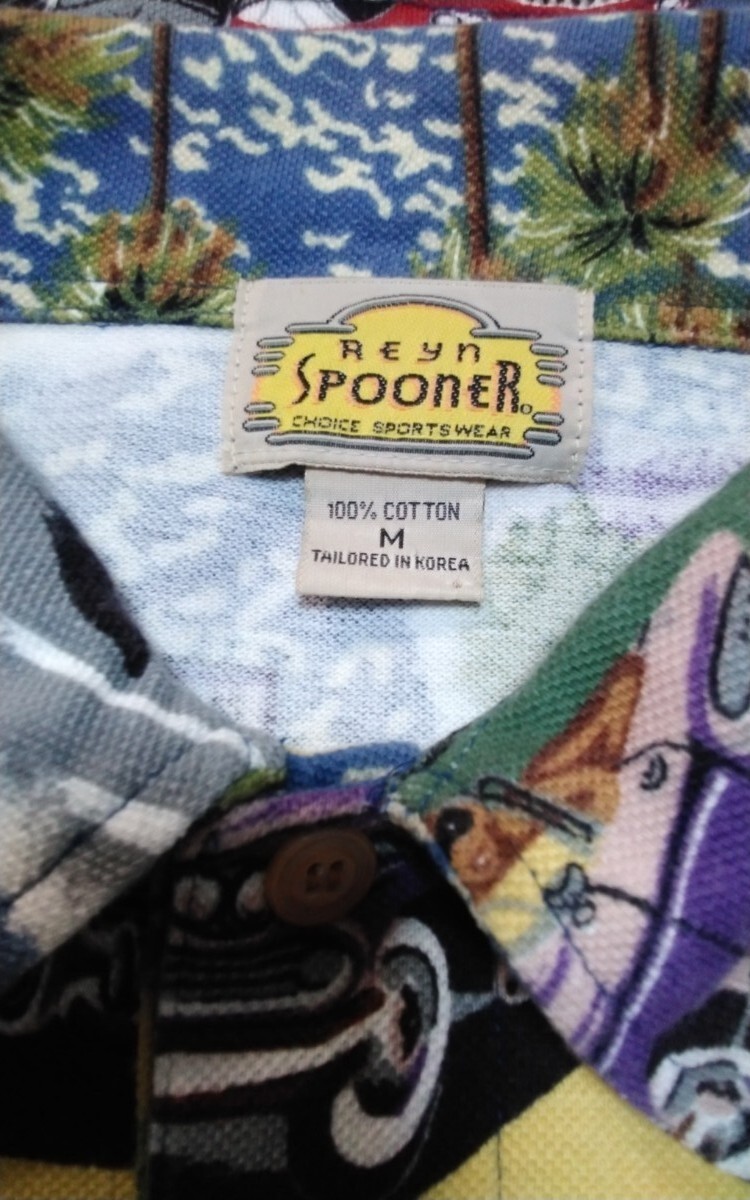 REYN
SPOONER®
CHOICE SPORTSWEAR
100% COTTON
M
TAILORED IN KOREA